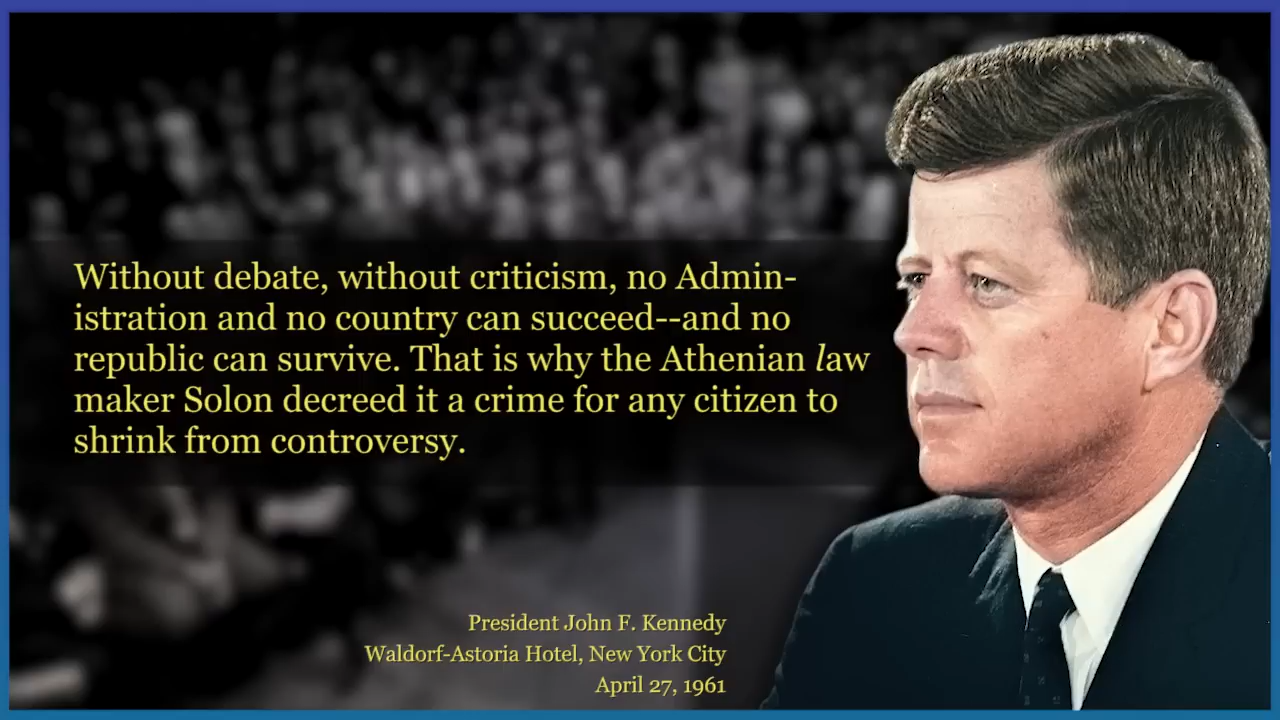 Without debate, without criticism, no Admin-
istration and no country can succeed--and no
republic can survive. That is why the Athenian law
maker Solon decreed it a crime for any citizen to
shrink from controversy.
President John F. Kennedy
Waldorf-Astoria Hotel, New York City
April 27, 1961